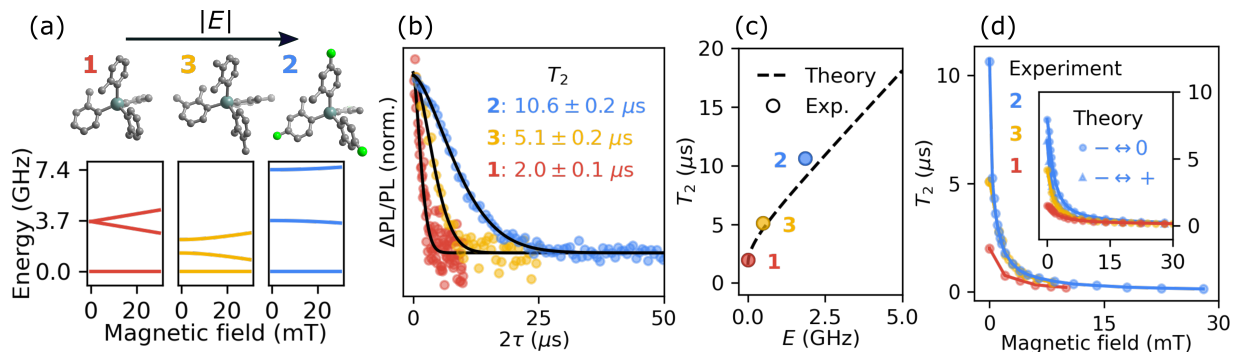 (a)
|E|
1
3
2
Energy (GHz)
7.4
3.7
0.0
0
20
0
20
0
20
Magnetic field (mT)
(b)
ΔPL/PL (norm.)
T₂
2: 10.6 ± 0.2 μs
3: 5.1 ± 0.2 μs
1: 2.0 ± 0.1 μs
0
10
20
30
40
50
2τ (μs)
(c)
T₂ (μs)
20
15
10
5
0
Theory
Exp.
2
3
1
0.0
2.5
5.0
E (GHz)
(d)
T₂ (μs)
10
5
0
Experiment
2
3
1
Theory
− ↔ 0
− ↔ +
10
5
0
0
15
30
0
15
30
Magnetic field (mT)